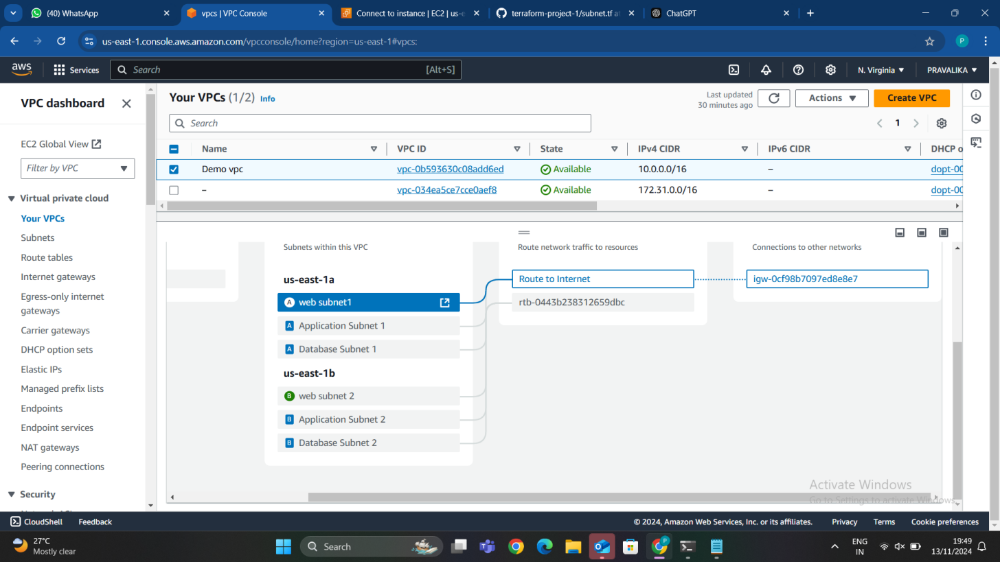 (40) WhatsApp
vpcs | VPC Console
Connect to instance | EC2 | us-e
terraform-project-1/subnet.tf at
ChatGPT
us-east-1.console.aws.amazon.com/vpcconsole/home?region=us-east-1#vpcs:
P
aws
Services
Search
[Alt+S]
N. Virginia
PRAVALIKA
VPC dashboard
EC2 Global View
Filter by VPC
Virtual private cloud
Your VPCs
Subnets
Route tables
Internet gateways
Egress-only internet
gateways
Carrier gateways
DHCP option sets
Elastic IPs
Managed prefix lists
Endpoints
Endpoint services
NAT gateways
Peering connections
Security
Your VPCs (1/2) Info
Last updated
30 minutes ago
Actions
Create VPC
Search
1
Name VPC ID State IPv4 CIDR IPv6 CIDR DHCP o
Demo vpc vpc-0b593630c08add6ed Available 10.0.0.0/16 – dopt-00
– vpc-034ea5ce7cce0aef8 Available 172.31.0.0/16 – dopt-00
Subnets within this VPC
us-east-1a
A web subnet1
A Application Subnet 1
A Database Subnet 1
us-east-1b
B web subnet 2
B Application Subnet 2
B Database Subnet 2
Route network traffic to resources
Route to Internet
rtb-0443b238312659dbc
Connections to other networks
igw-0cf98b7097ed8e8e7
Activate Windows
Go to Settings to activate Windows.
CloudShell
Feedback
© 2024, Amazon Web Services, Inc. or its affiliates.
Privacy
Terms
Cookie preferences
27°C
Mostly clear
Search
P
ENG
IN
19:49
13/11/2024